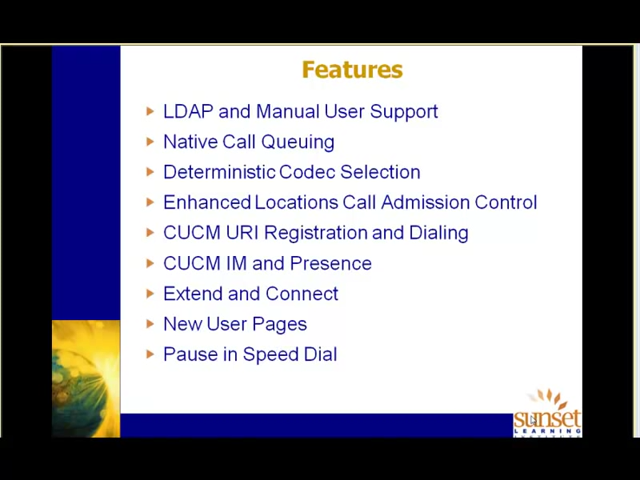 Features
LDAP and Manual User Support
Native Call Queuing
Deterministic Codec Selection
Enhanced Locations Call Admission Control
CUCM URI Registration and Dialing
CUCM IM and Presence
Extend and Connect
New User Pages
Pause in Speed Dial
sunset
LEARNING